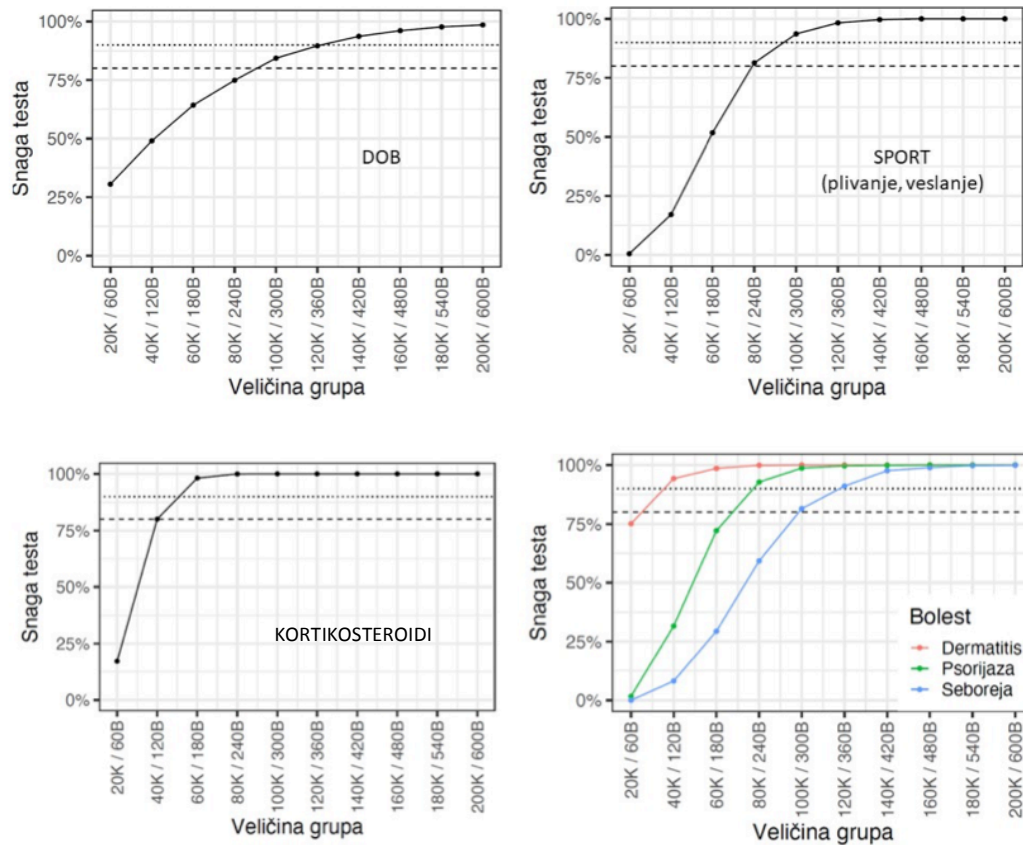 100%
75%
50%
25%
0%
Snaga testa
DOB
20K / 60B
40K / 120B
60K / 180B
80K / 240B
100K / 300B
120K / 360B
140K / 420B
160K / 480B
180K / 540B
200K / 600B
Veličina grupa
100%
75%
50%
25%
0%
Snaga testa
SPORT
(plivanje, veslanje)
20K / 60B
40K / 120B
60K / 180B
80K / 240B
100K / 300B
120K / 360B
140K / 420B
160K / 480B
180K / 540B
200K / 600B
Veličina grupa
100%
75%
50%
25%
0%
Snaga testa
KORTIKOSTEROIDI
20K / 60B
40K / 120B
60K / 180B
80K / 240B
100K / 300B
120K / 360B
140K / 420B
160K / 480B
180K / 540B
200K / 600B
Veličina grupa
100%
75%
50%
25%
0%
Snaga testa
Bolest
Dermatitis
Psorijaza
Seboreja
20K / 60B
40K / 120B
60K / 180B
80K / 240B
100K / 300B
120K / 360B
140K / 420B
160K / 480B
180K / 540B
200K / 600B
Veličina grupa